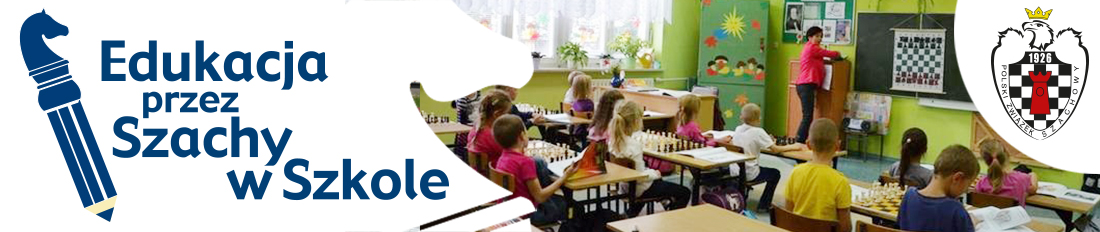 Edukacja
przez
Szachy
w Szkole
1926
POLSKI ZWIĄZEK SZACHOWY